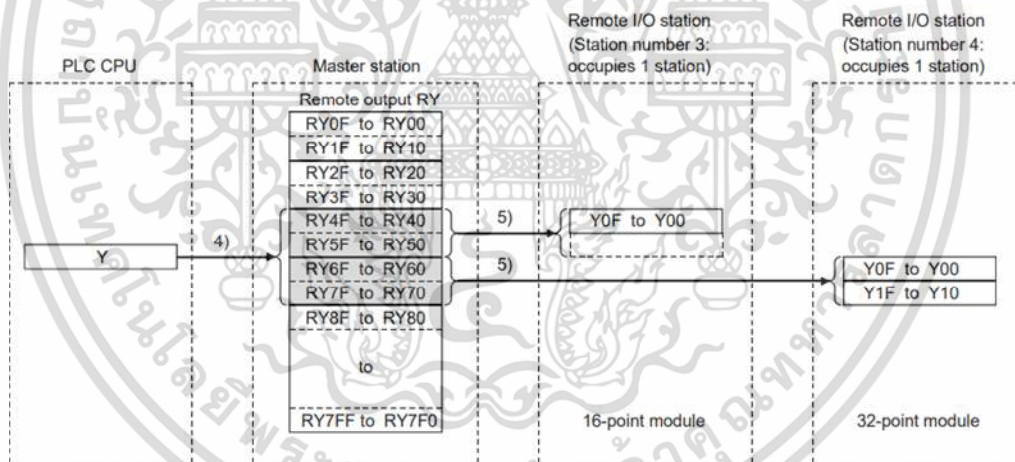 Remote I/O station
(Station number 3:
occupies 1 station)
Remote I/O station
(Station number 4:
occupies 1 station)
PLC CPU
Master station
Remote output RY
RY0F to RY00
RY1F to RY10
RY2F to RY20
RY3F to RY30
RY4F to RY40
RY5F to RY50
RY6F to RY60
RY7F to RY70
RY8F to RY80
to
RY7FF to RY7F0
Y
4)
5)
5)
Y0F to Y00
Y0F to Y00
Y1F to Y10
16-point module
32-point module